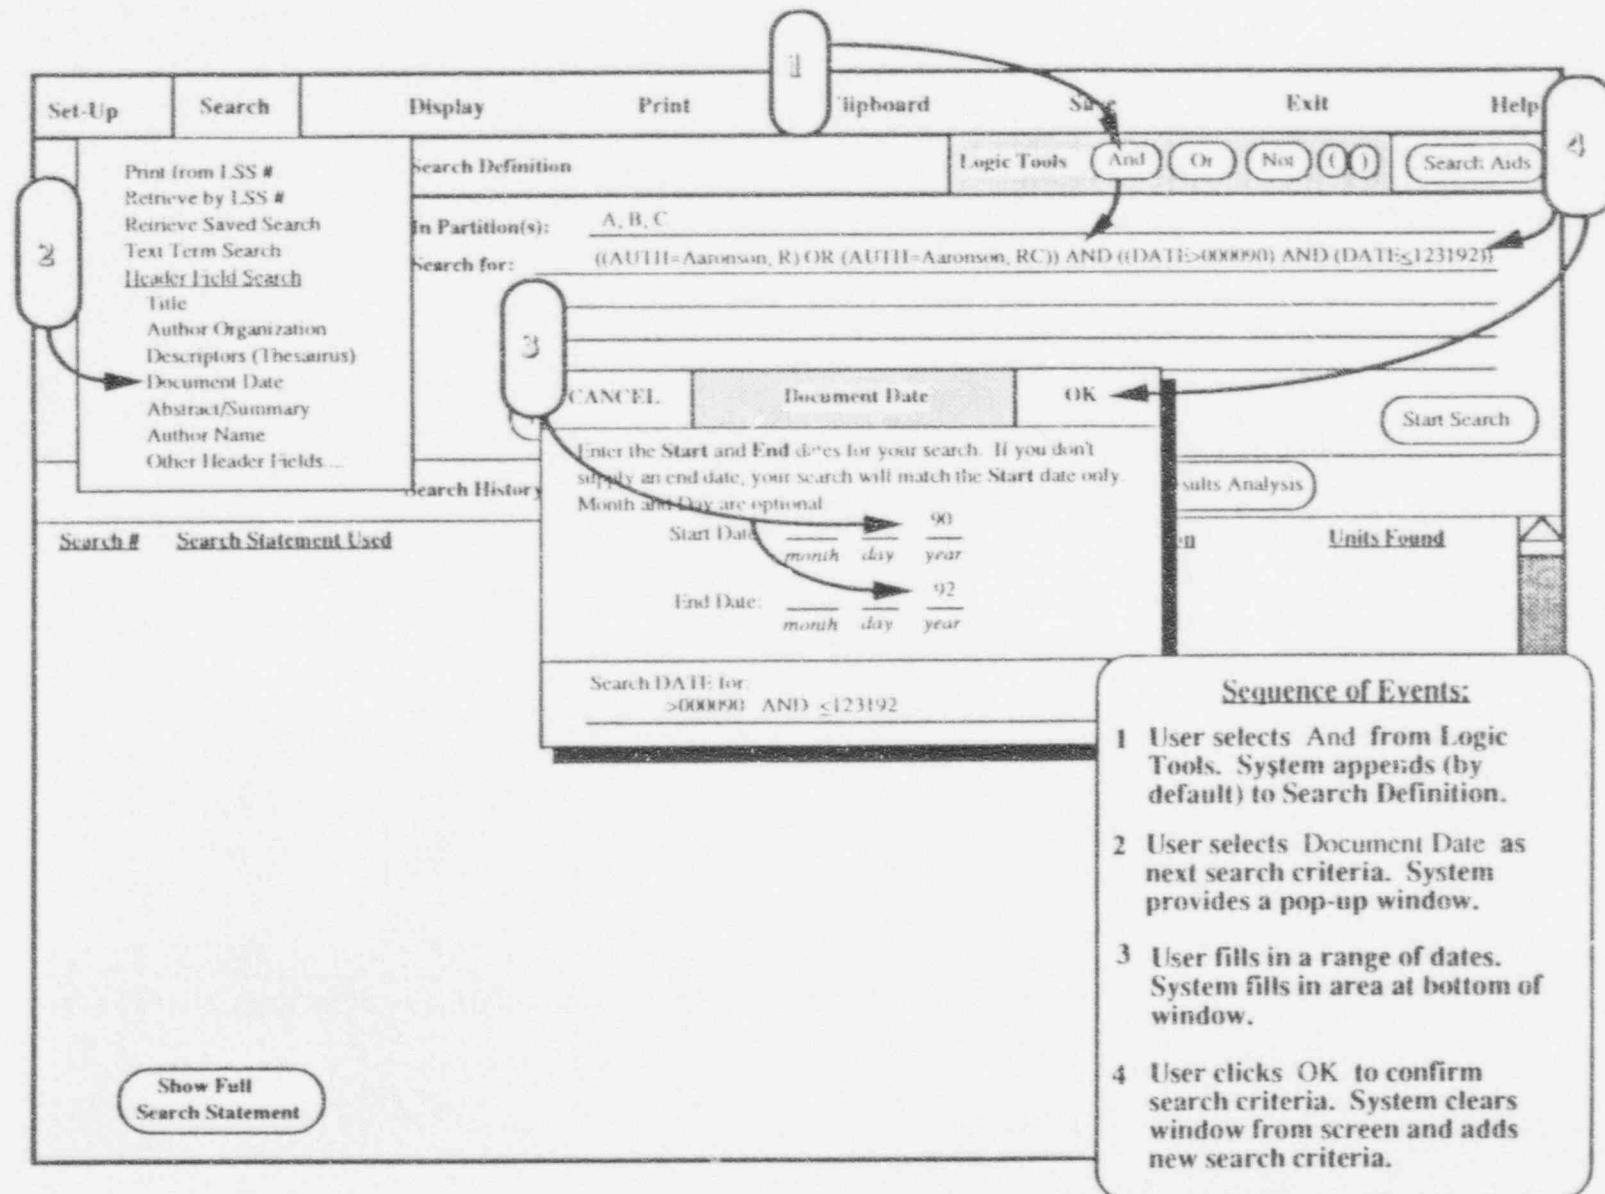 1
Set-Up Search Display Print lipboard Save Exit Help
4
Search Definition
Logic Tools And Or Not ( ) Search Aids
2
Print from LSS #
Retrieve by LSS #
Retrieve Saved Search
Text Term Search
Header Field Search
Title
Author Organization
Descriptors (Thesaurus)
Document Date
Abstract/Summary
Author Name
Other Header Fields...
In Partition(s): A, B, C
Search for: ((AUTH=Aaronson, R) OR (AUTH=Aaronson, RC)) AND ((DATE>000090) AND (DATE≤123192))
3
CANCEL Document Date OK
Start Search
Enter the Start and End dates for your search. If you don't
supply an end date, your search will match the Start date only.
Month and Day are optional
Start Date 90
month day year
End Date: 92
month day year
Search DATE for:
>000090 AND ≤123192
Search History
sults Analysis
Search # Search Statement Used
n Units Found
Show Full
Search Statement
Sequence of Events:
1 User selects And from Logic
Tools. System appends (by
default) to Search Definition.
2 User selects Document Date as
next search criteria. System
provides a pop-up window.
3 User fills in a range of dates.
System fills in area at bottom of
window.
4 User clicks OK to confirm
search criteria. System clears
window from screen and adds
new search criteria.